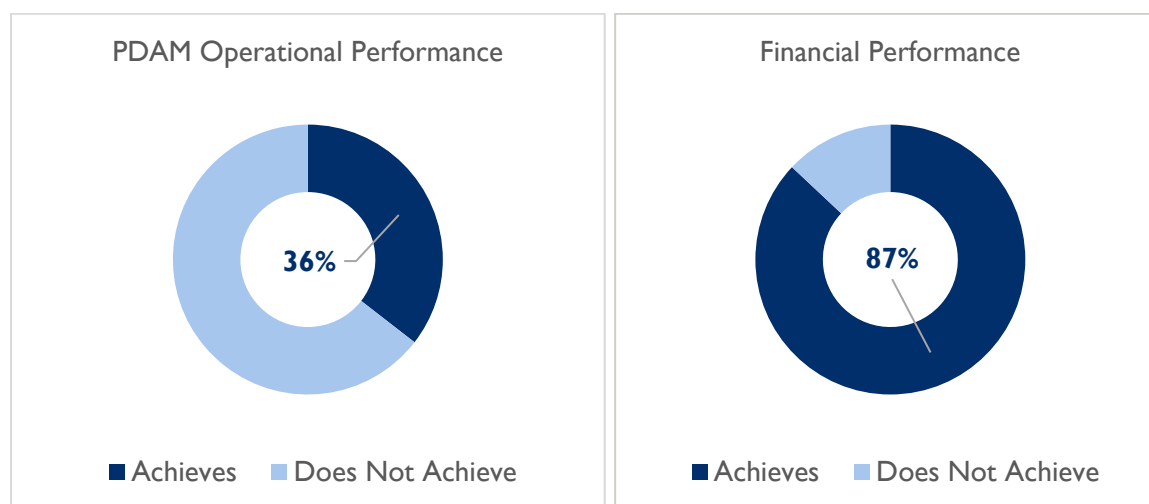 PDAM Operational Performance
36%
Achieves Does Not Achieve
Financial Performance
87%
Achieves Does Not Achieve